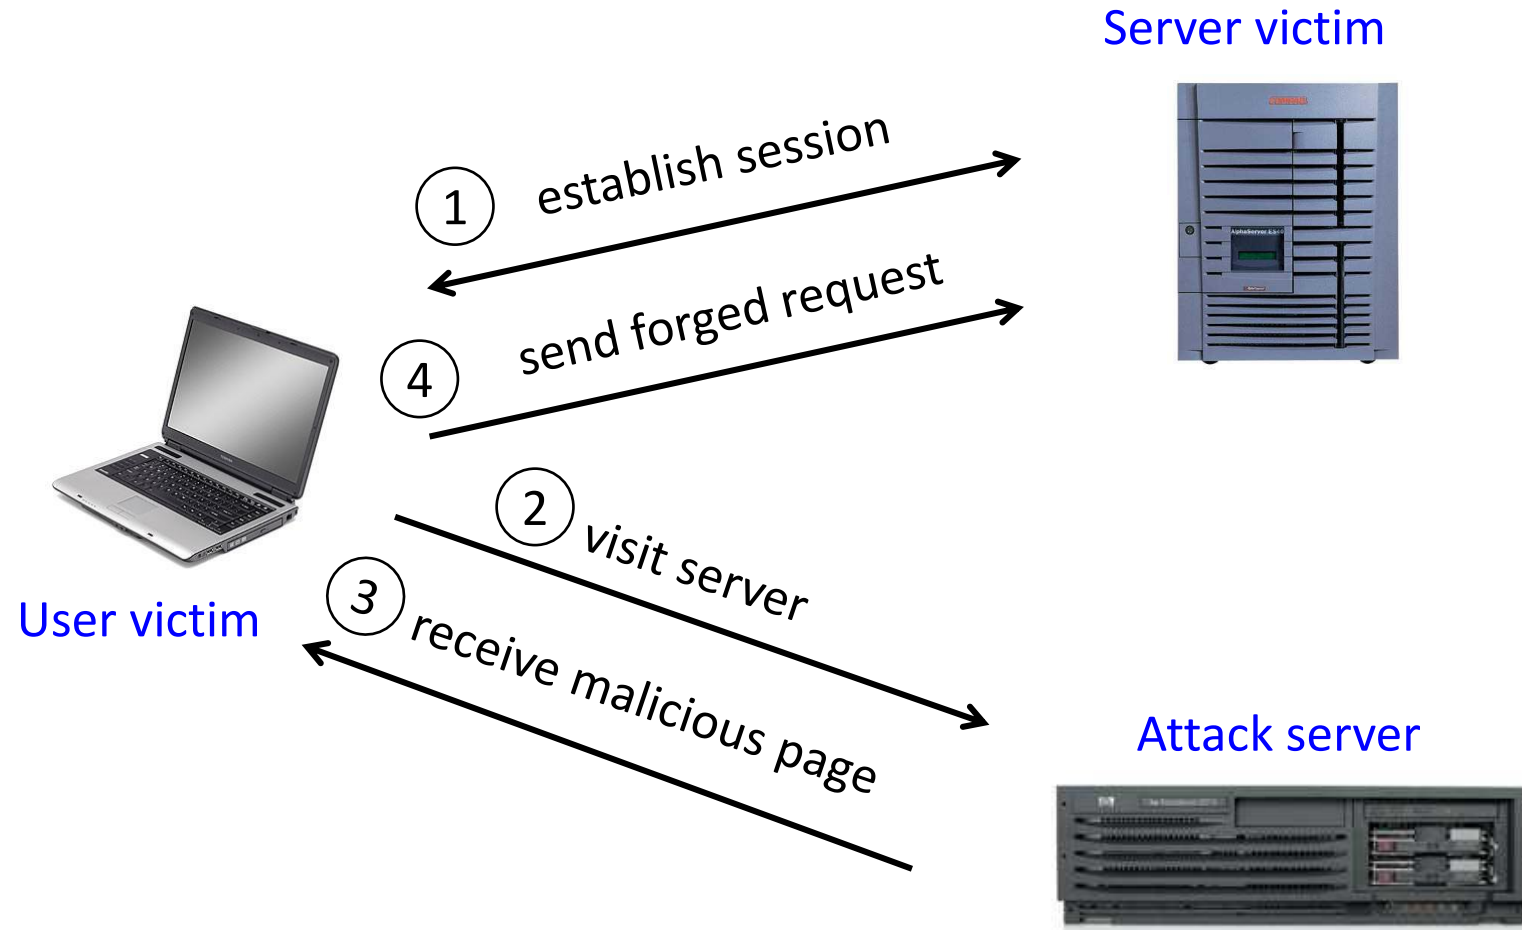 Server victim
1 establish session
4 send forged request
2 visit server
3 receive malicious page
User victim
Attack server